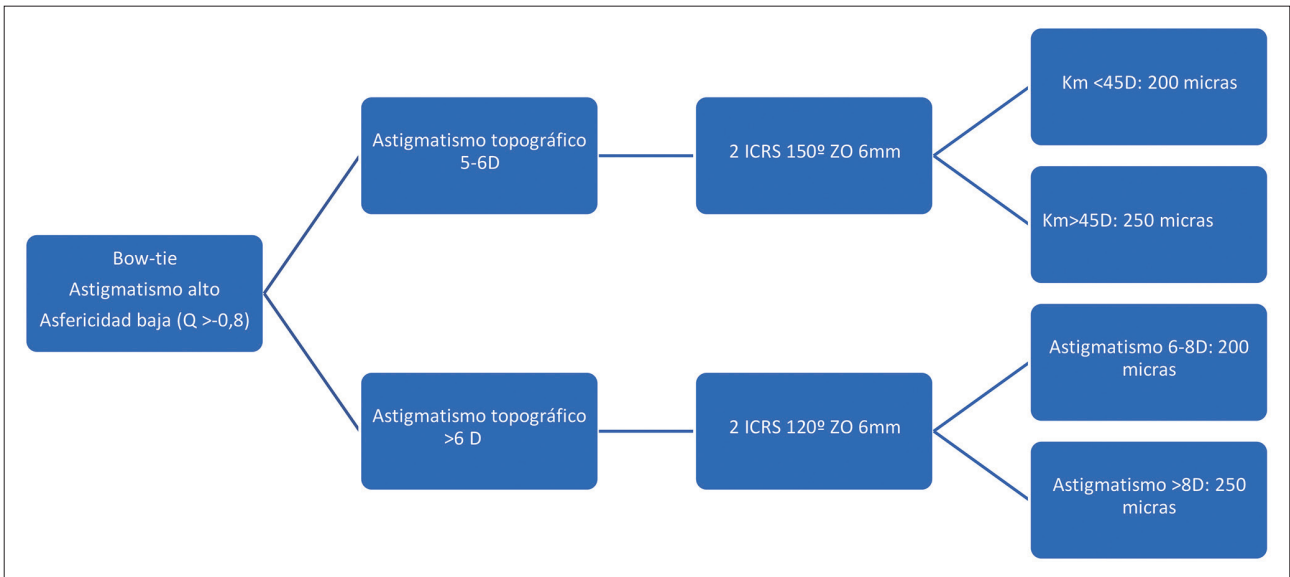 Bow-tie
Astigmatismo alto
Asfericidad baja (Q >-0,8)
Astigmatismo topográfico
5-6D
2 ICRS 150º ZO 6mm
Km <45D: 200 micras
Km>45D: 250 micras
Astigmatismo topográfico
>6 D
2 ICRS 120º ZO 6mm
Astigmatismo 6-8D: 200
micras
Astigmatismo >8D: 250
micras